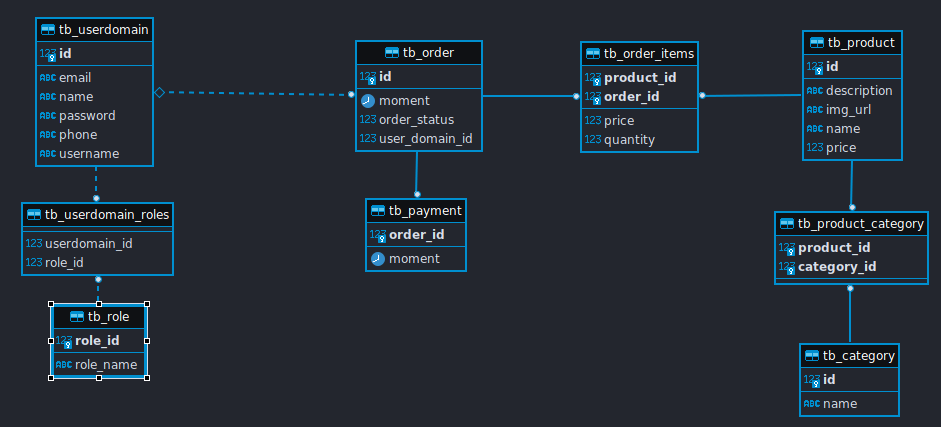 tb_userdomain
123 id
ABC email
ABC name
ABC password
ABC phone
ABC username
tb_order
123 id
moment
123 order_status
123 user_domain_id
tb_order_items
123 product_id
123 order_id
123 price
123 quantity
tb_product
123 id
ABC description
ABC img_url
ABC name
123 price
tb_userdomain_roles
123 userdomain_id
123 role_id
tb_payment
123 order_id
moment
tb_product_category
123 product_id
123 category_id
tb_role
123 role_id
ABC role_name
tb_category
123 id
ABC name